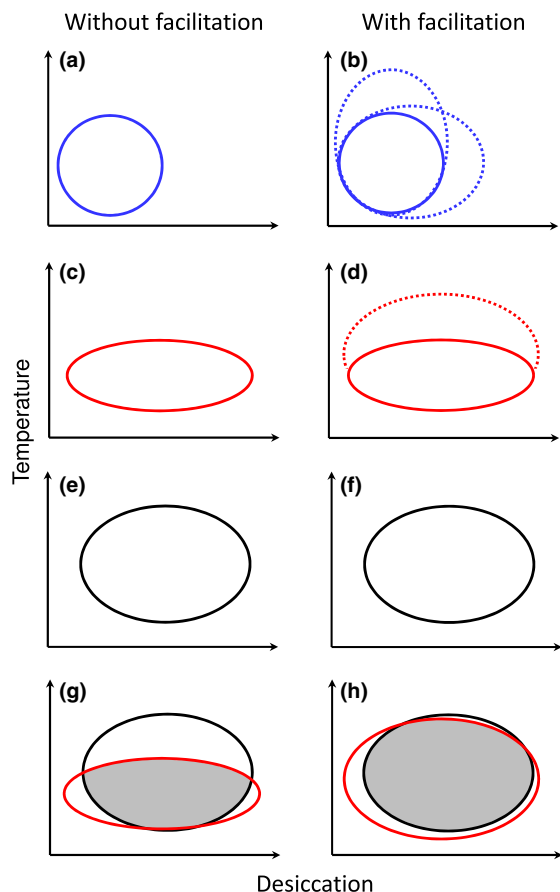 Without facilitation
With facilitation
(a)
(b)
(c)
(d)
Temperature
(e)
(f)
(g)
(h)
Desiccation